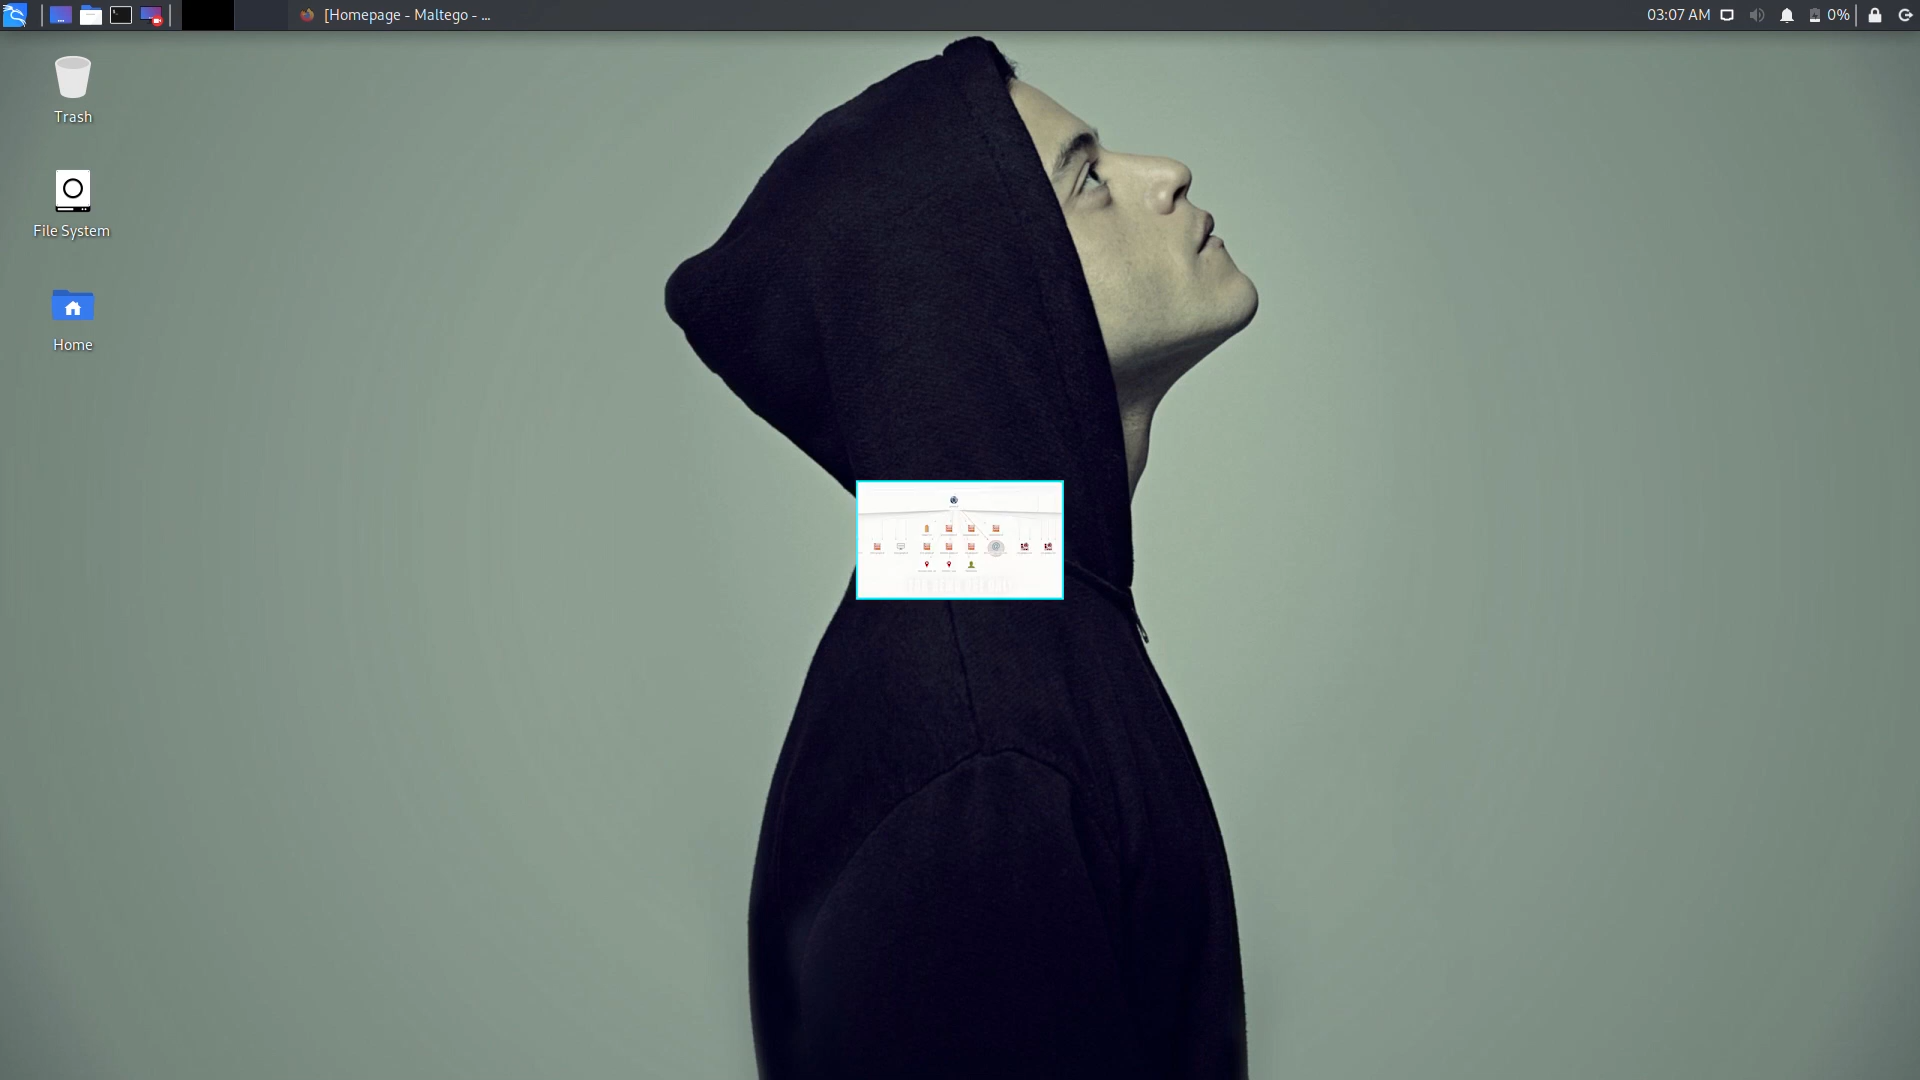 [Homepage - Maltego - ...
03:07 AM
0%
Trash
File System
Home